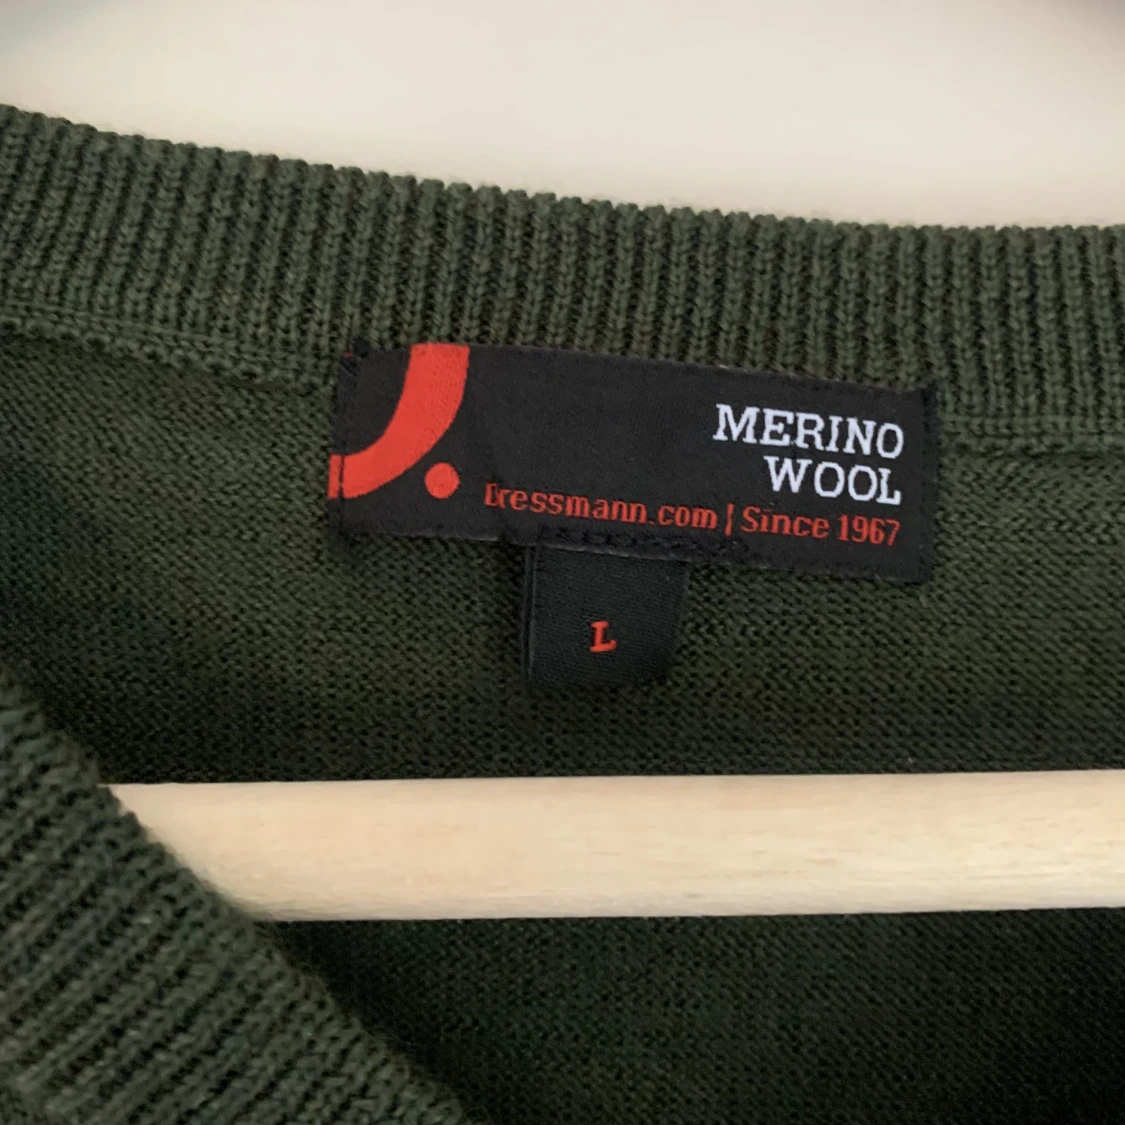 MERINO
WOOL
Dressmann.com | Since 1967
L